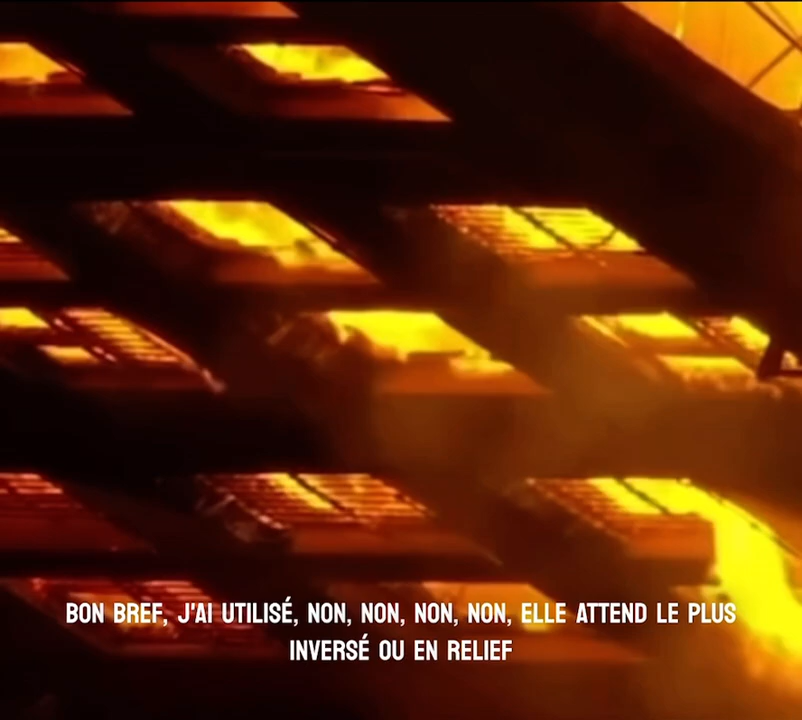 BON BREF, J'AI UTILISÉ, NON, NON, NON, NON, ELLE ATTEND LE PLUS
INVERSÉ OU EN RELIEF